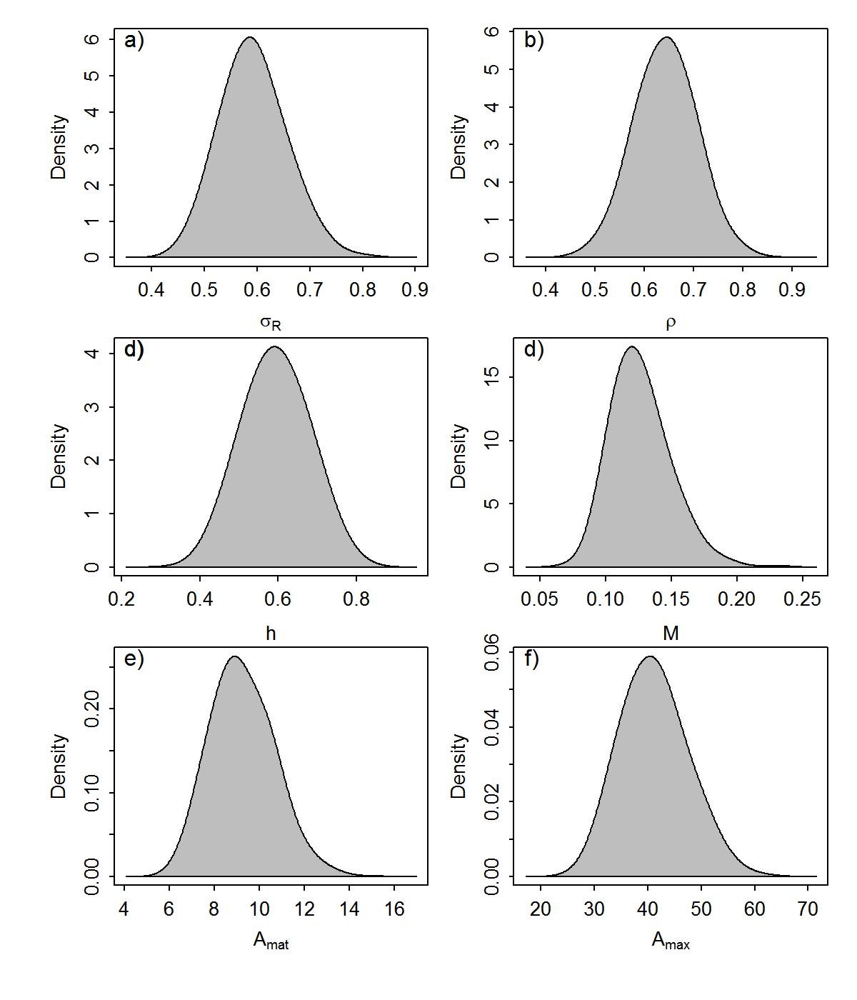 a)
Density
0 1 2 3 4 5 6
0.4 0.5 0.6 0.7 0.8 0.9
σR
b)
Density
0 1 2 3 4 5 6
0.4 0.5 0.6 0.7 0.8 0.9
ρ
d)
Density
0 1 2 3 4
0.2 0.4 0.6 0.8
h
d)
Density
0 5 10 15
0.05 0.10 0.15 0.20 0.25
M
e)
Density
0.00 0.10 0.20
4 6 8 10 12 14 16
Amat
f)
Density
0.00 0.02 0.04 0.06
20 30 40 50 60 70
Amax